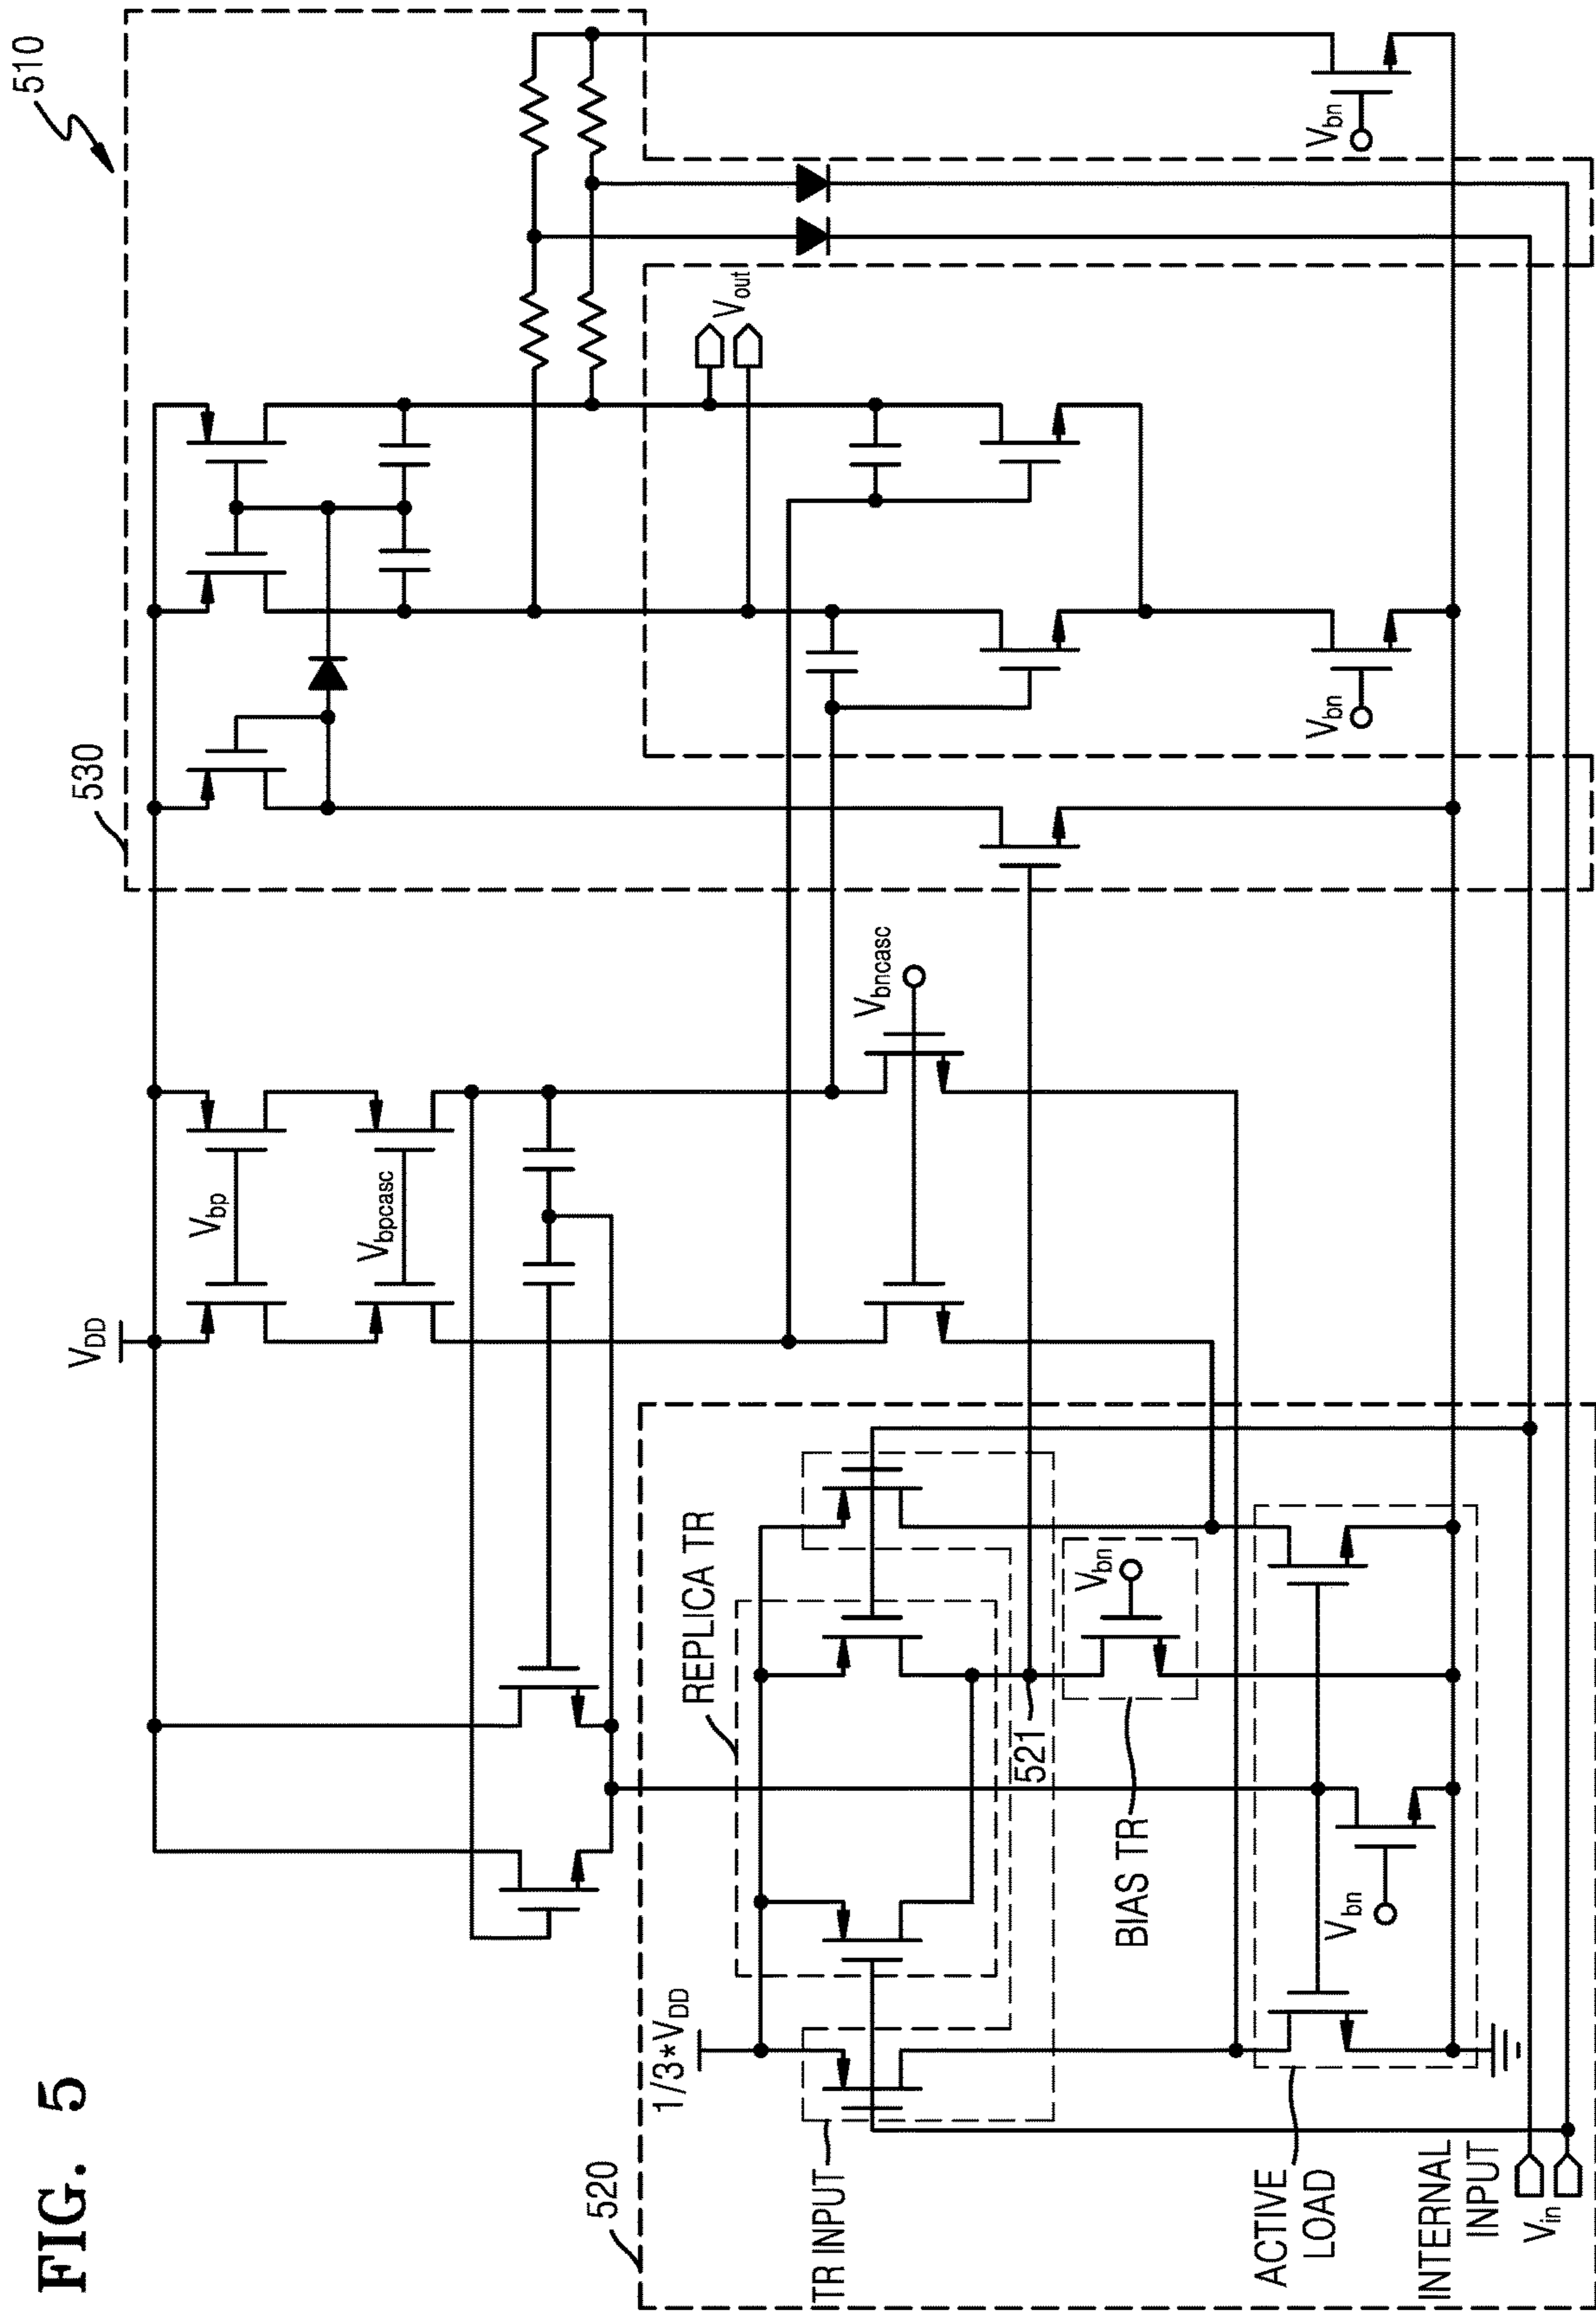 FIG. 5
510
530
V_DD
V_bp
V_bpcasc
V_out
V_bncasc
V_bn
V_bn
520
1/3*V_DD
REPLICA TR
TR INPUT
521
V_bn
BIAS TR
V_bn
ACTIVE
LOAD
INTERNAL
INPUT
V_in